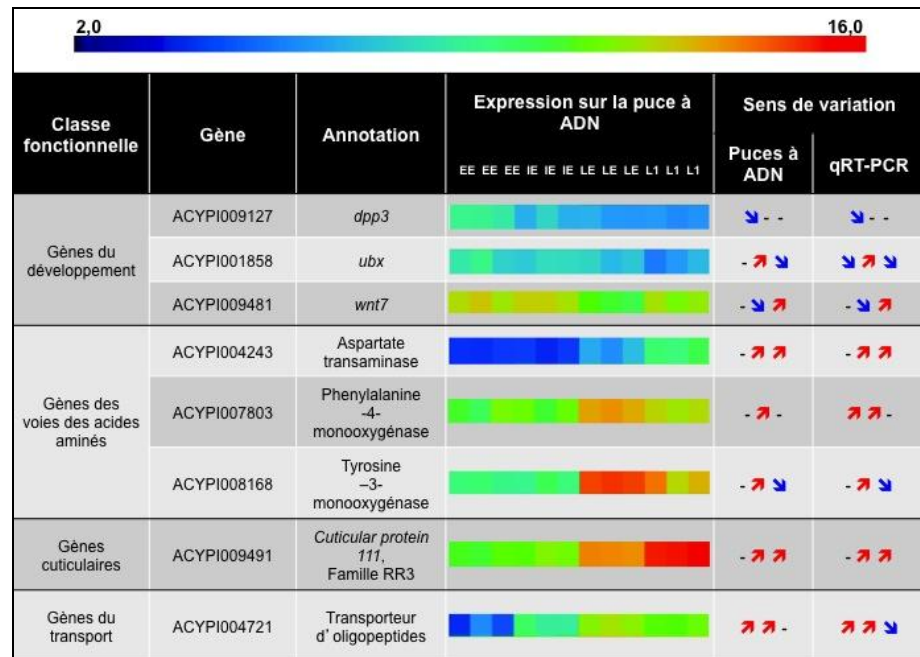 2,0 16,0
Classe fonctionnelle
Gène
Annotation
Expression sur la puce à ADN
Sens de variation
EE EE EE IE IE IE LE LE LE L1 L1 L1
Puces à ADN
qRT-PCR
Gènes du développement
ACYPI009127
dpp3
- -
- -
ACYPI001858
ubx
-
ACYPI009481
wnt7
-
-
Gènes des voies des acides aminés
ACYPI004243
Aspartate transaminase
-
-
ACYPI007803
Phenylalanine
-4-
monooxygénase
- -
-
ACYPI008168
Tyrosine
–3-
monooxygénase
-
-
Gènes cuticulaires
ACYPI009491
Cuticular protein 111,
Famille RR3
-
-
Gènes du transport
ACYPI004721
Transporteur d’oligopeptides
-